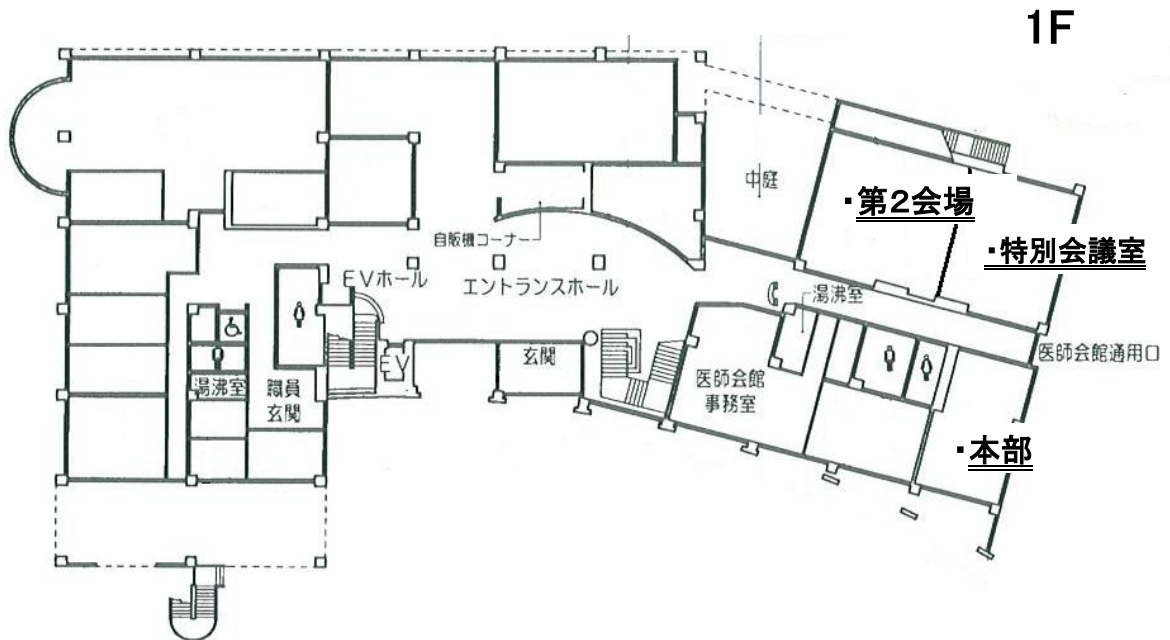 1F
中庭
・第2会場
・特別会議室
自販機コーナー
EVホール
エントランスホール
湯沸室
医師会館通用口
EV
玄関
湯沸室
職員
玄関
医師会館
事務室
・本部